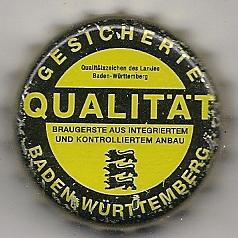 GESICHERTE
Qualitätszeichen des Landes
Baden-Württemberg
QUALITÄT
BRAUGERSTE AUS INTEGRIERTEM
UND KONTROLLIERTEM ANBAU
BADEN-WÜRTTEMBERG